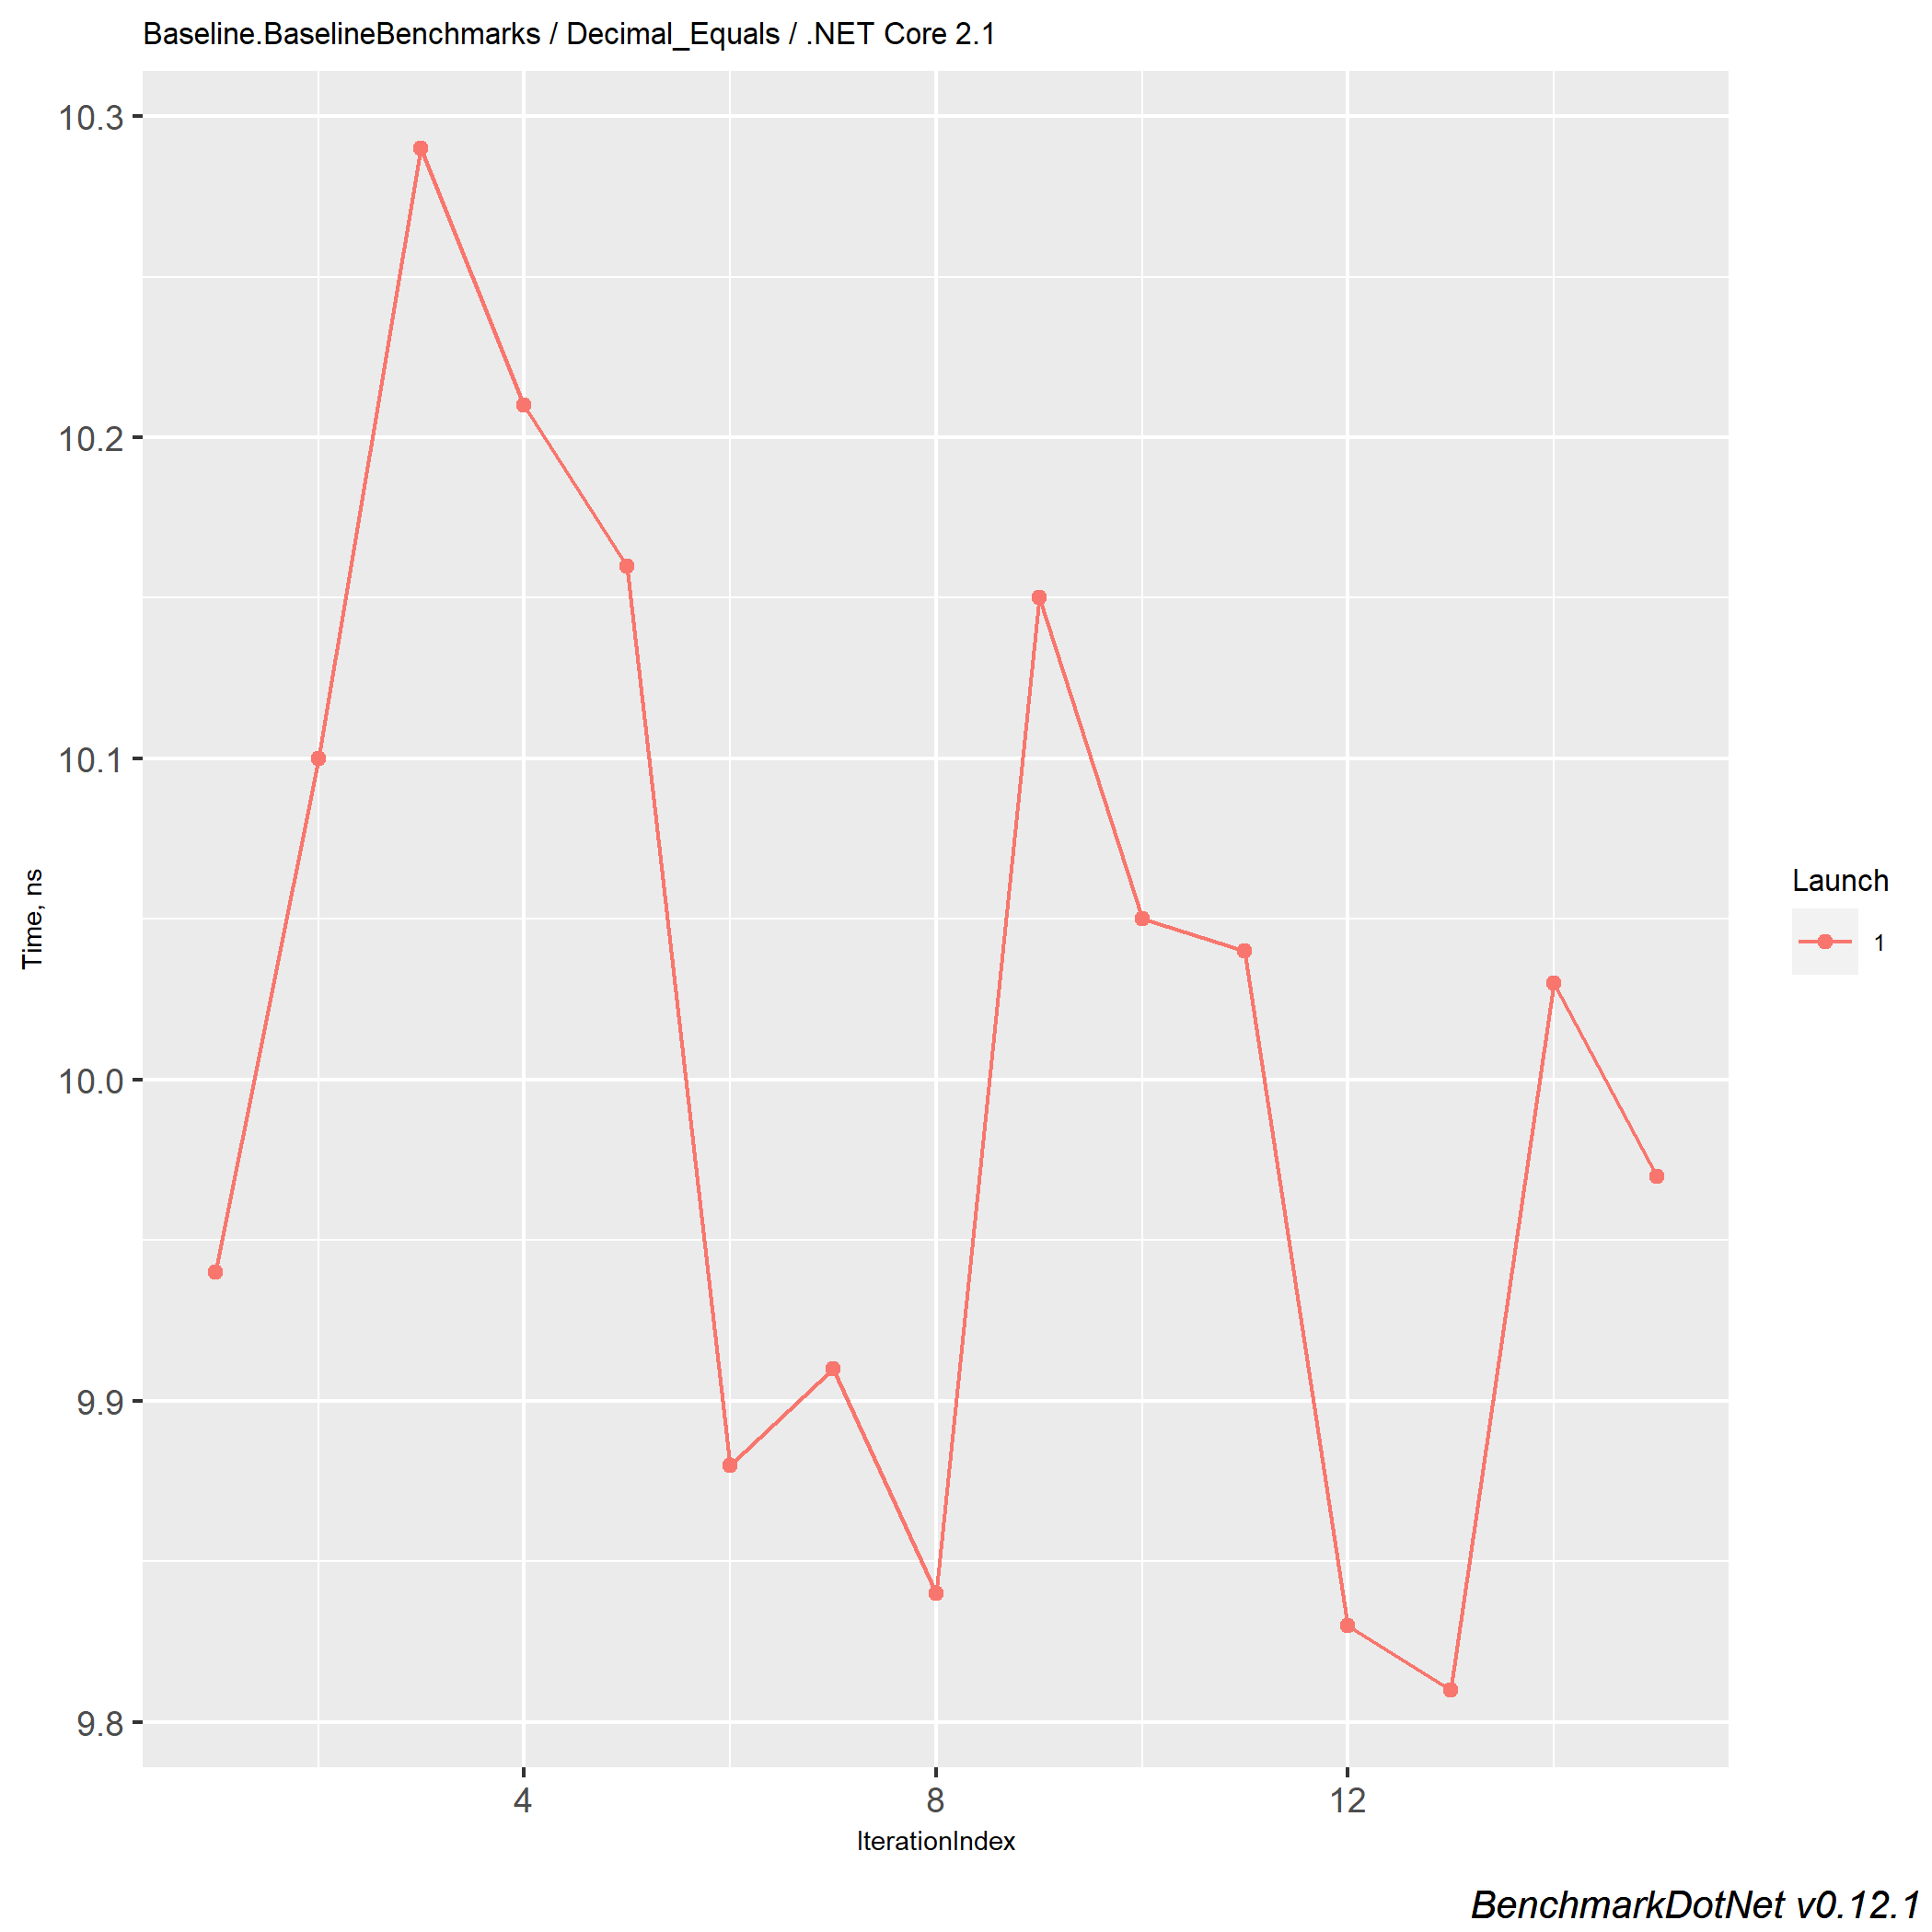 Baseline.BaselineBenchmarks / Decimal_Equals / .NET Core 2.1
10.3
10.2
10.1
10.0
9.9
9.8
Time, ns
4
8
12
IterationIndex
Launch
1
BenchmarkDotNet v0.12.1